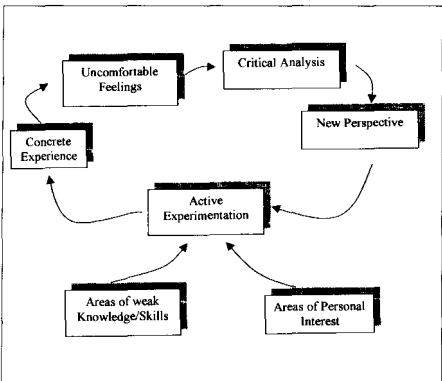 Uncomfortable
Feelings
Critical Analysis
New Perspective
Concrete
Experience
Active
Experimentation
Areas of weak
Knowledge/Skills
Areas of Personal
Interest